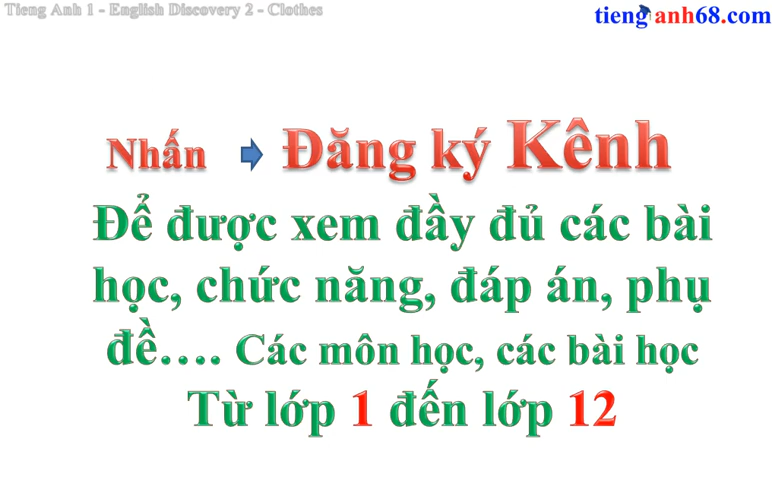 Tieng Anh 1 - English Discovery 2 - Clothes
tienganh68.com
Nhấn Đăng ký Kênh
Để được xem đầy đủ các bài
học, chức năng, đáp án, phụ
đề.... Các môn học, các bài học
Từ lớp 1 đến lớp 12